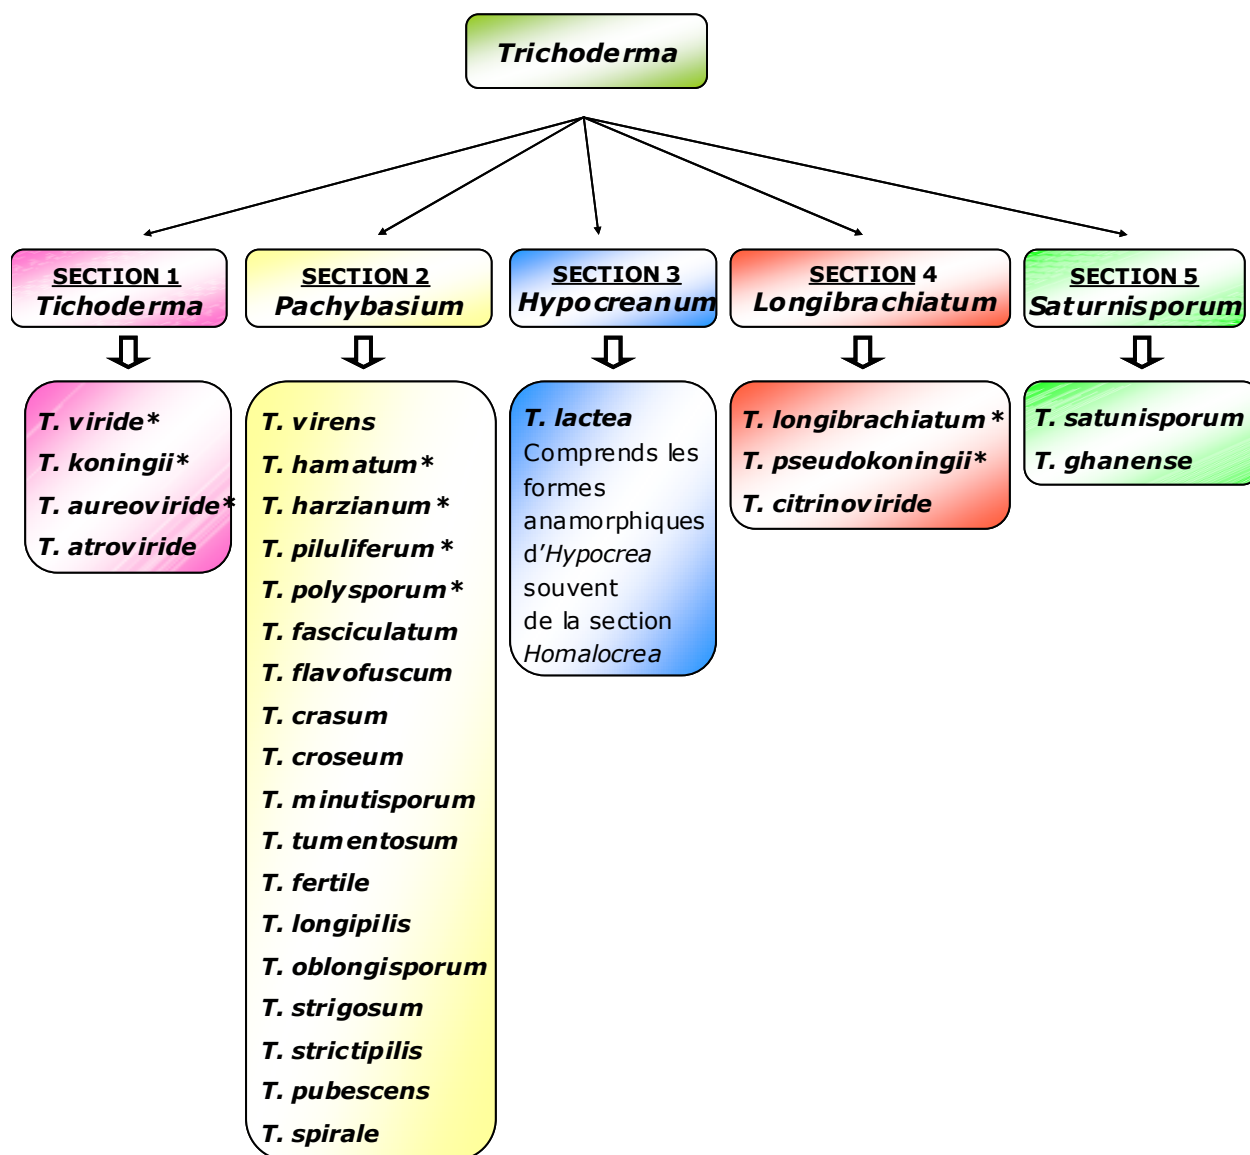 Trichoderma
SECTION 1
Tichoderma
T. viride*
T. koningii*
T. aureoviride*
T. atroviride
SECTION 2
Pachybasium
T. virens
T. hamatum*
T. harzianum*
T. piluliferum*
T. polysporum*
T. fasciculatum
T. flavofuscum
T. crasum
T. croseum
T. minutisporum
T. tumentosum
T. fertile
T. longipilis
T. oblongisporum
T. strigosum
T. strictipilis
T. pubescens
T. spirale
SECTION 3
Hypocreanum
T. lactea
Comprends les
formes
anamorphiques
d'Hypocrea
souvent
de la section
Homalocrea
SECTION 4
Longibrachiatum
T. longibrachiatum*
T. pseudokoningii*
T. citrinoviride
SECTION 5
Saturnisporum
T. satunisporum
T. ghanense